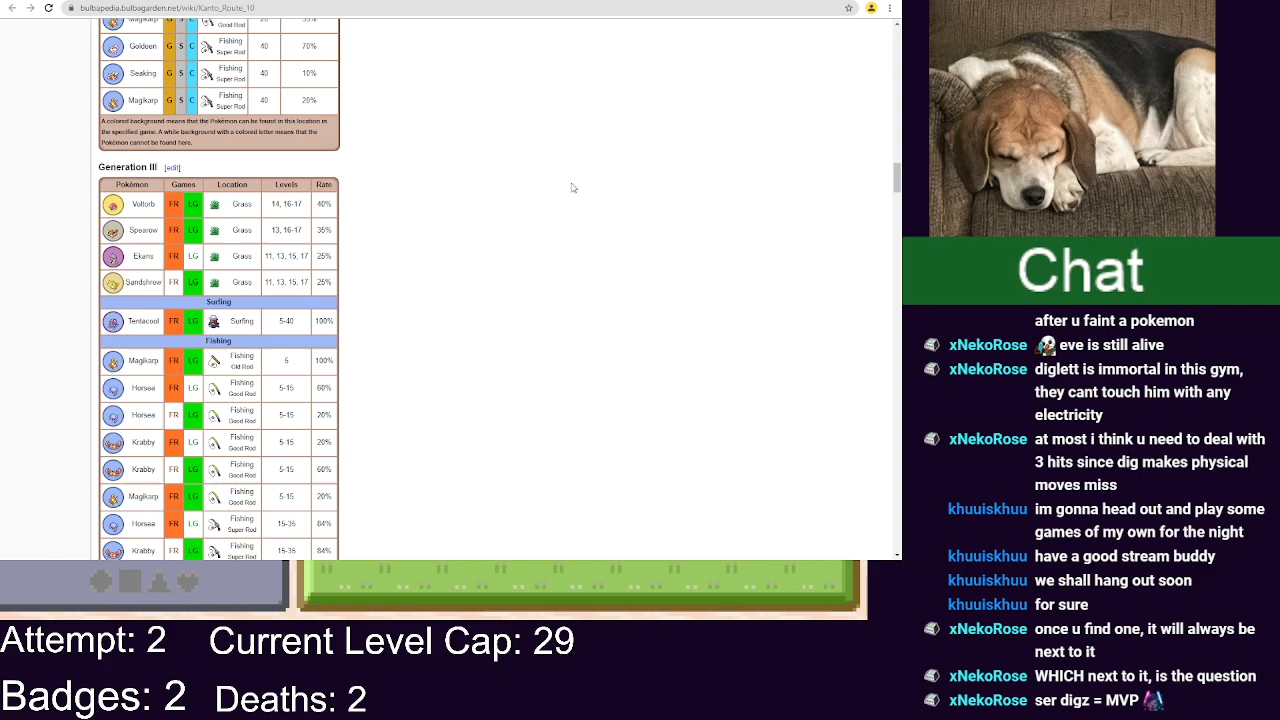 bulbapedia.bulbagarden.net/wiki/Kanto_Route_10
Magikarp G S C Good Rod 20
Goldeen G S C Fishing Super Rod 40 70%
Seaking G S C Fishing Super Rod 40 10%
Magikarp G S C Fishing Super Rod 40 20%
A colored background means that the Pokémon can be found in this location in
the specified game. A white background with a colored letter means that the
Pokémon cannot be found here.
Generation III [edit]
Pokémon Games Location Levels Rate
Voltorb FR LG Grass 14, 16-17 40%
Spearow FR LG Grass 13, 16-17 35%
Ekans FR LG Grass 11, 13, 15, 17 25%
Sandshrew FR LG Grass 11, 13, 15, 17 25%
Surfing
Tentacool FR LG Surfing 5-40 100%
Fishing
Magikarp FR LG Fishing Old Rod 5 100%
Horsea FR LG Fishing Good Rod 5-15 60%
Horsea FR LG Fishing Good Rod 5-15 20%
Krabby FR LG Fishing Good Rod 5-15 20%
Krabby FR LG Fishing Good Rod 5-15 60%
Magikarp FR LG Fishing Good Rod 5-15 20%
Horsea FR LG Fishing Super Rod 15-35 84%
Krabby FR LG Fishing Super Rod 15-35 84%
Attempt: 2 Current Level Cap: 29
Badges: 2 Deaths: 2
Chat
after u faint a pokemon
xNekoRose eve is still alive
xNekoRose diglett is immortal in this gym,
they cant touch him with any
electricity
xNekoRose at most i think u need to deal with
3 hits since dig makes physical
moves miss
khuuiskhuu im gonna head out and play some
games of my own for the night
khuuiskhuu have a good stream buddy
khuuiskhuu we shall hang out soon
khuuiskhuu for sure
xNekoRose once u find one, it will always be
next to it
xNekoRose WHICH next to it, is the question
xNekoRose ser digz = MVP